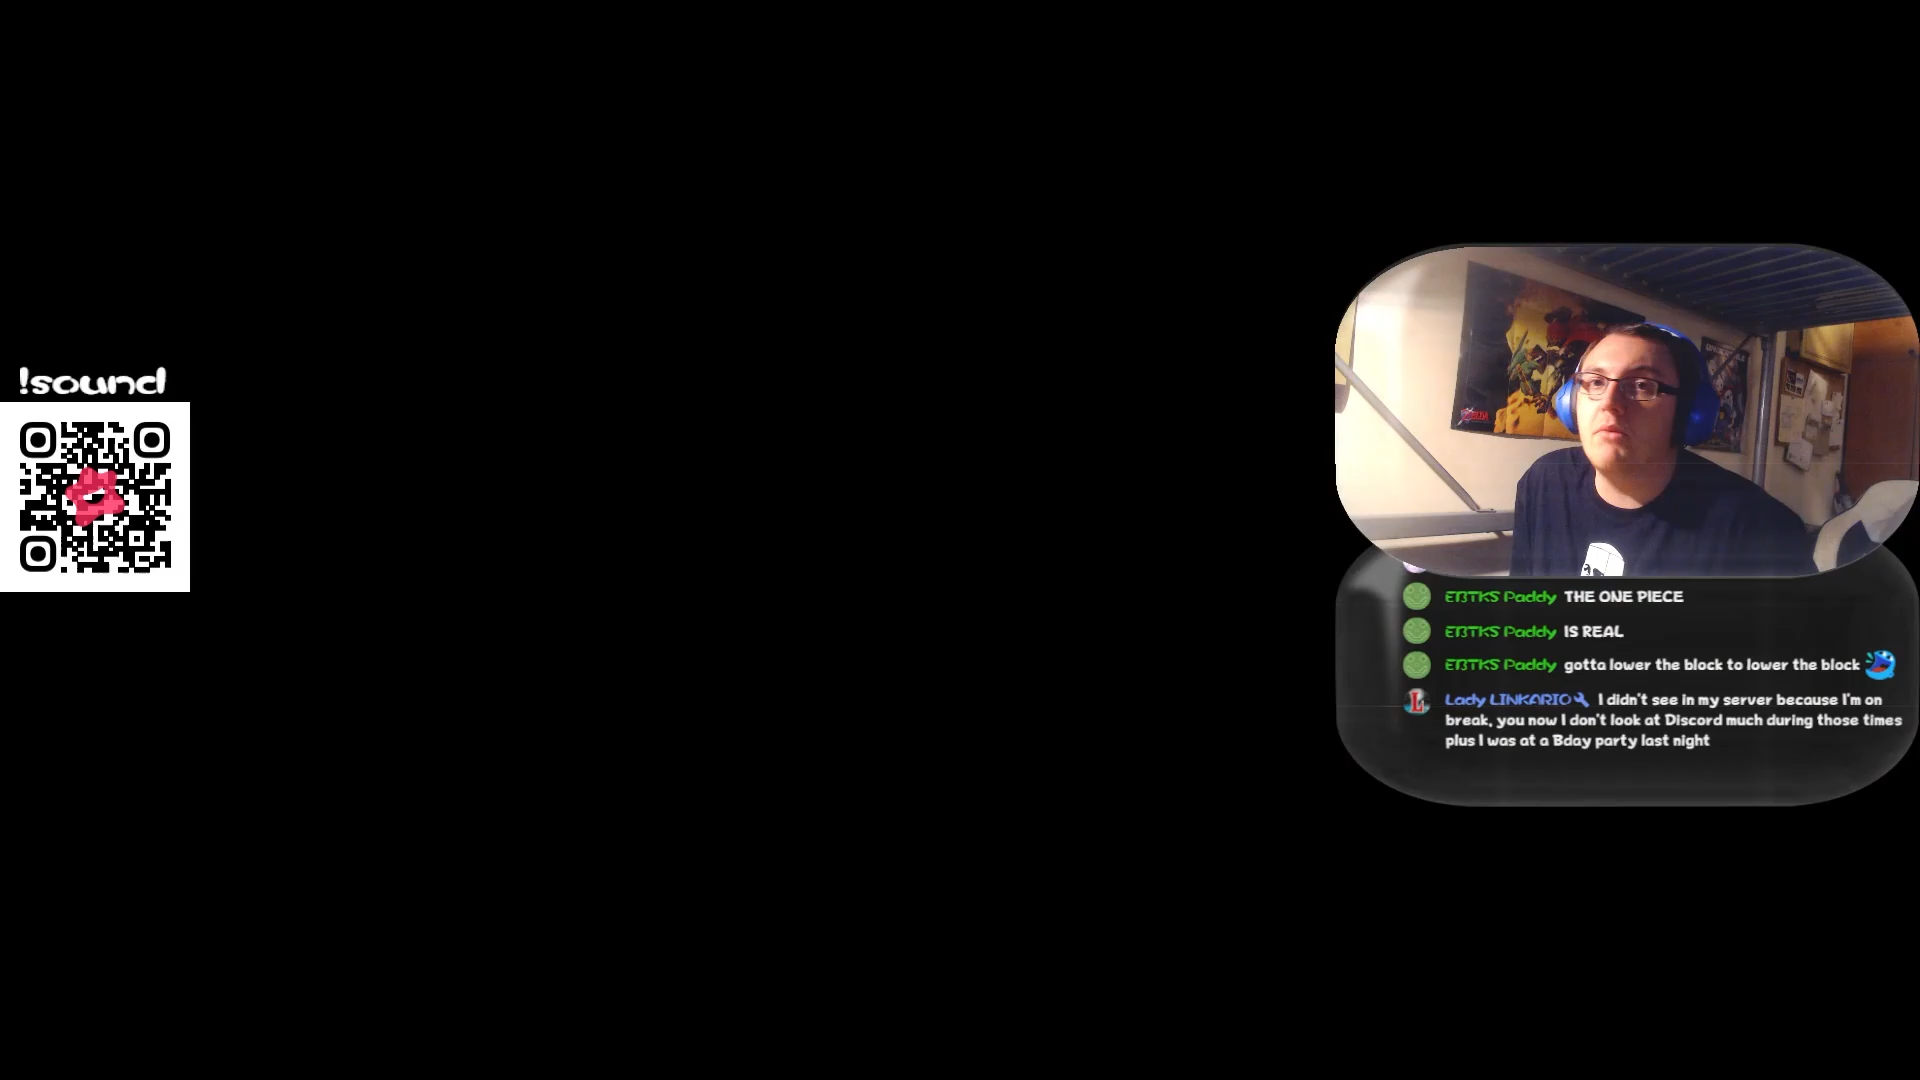 !sound
ZELDA
EBTKS Paddy THE ONE PIECE
EBTKS Paddy IS REAL
EBTKS Paddy gotta lower the block to lower the block
Lady LINKARIO I didn't see in my server because I'm on
break, you now I don't look at Discord much during those times
plus I was at a Bday party last night